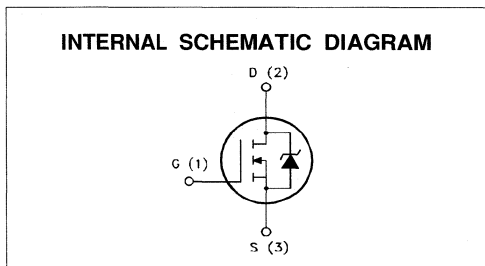 INTERNAL SCHEMATIC DIAGRAM
D (2)
G (1)
S (3)